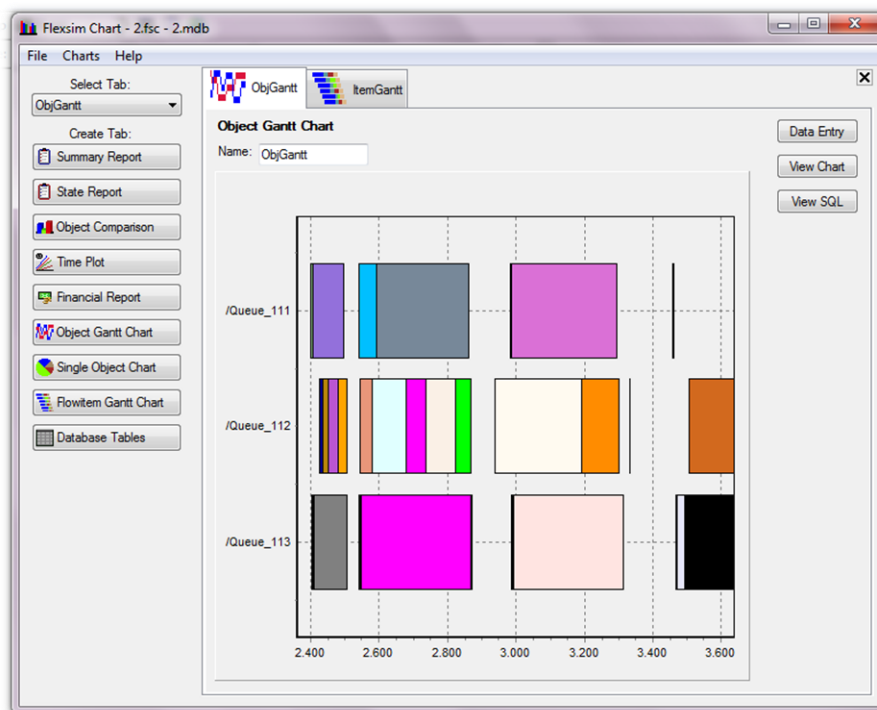 Flexsim Chart - 2.fsc - 2.mdb
File Charts Help
Select Tab:
ObjGantt
Create Tab:
Summary Report
State Report
Object Comparison
Time Plot
Financial Report
Object Gantt Chart
Single Object Chart
Flowitem Gantt Chart
Database Tables
ObjGantt ItemGantt
Object Gantt Chart
Name: ObjGantt
Data Entry
View Chart
View SQL
/Queue_111
/Queue_112
/Queue_113
2.400 2.600 2.800 3.000 3.200 3.400 3.600